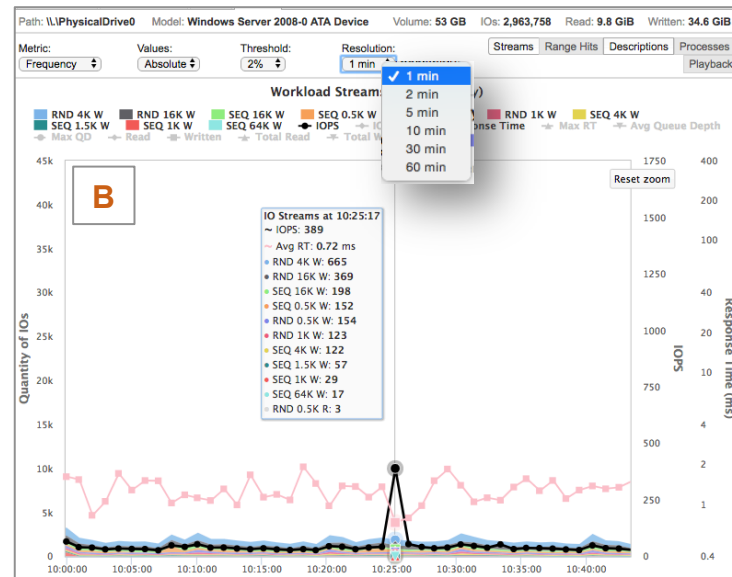 Path: \\.\PhysicalDrive0 Model: Windows Server 2008-0 ATA Device Volume: 53 GB IOs: 2,963,758 Read: 9.8 GiB Written: 34.6 GiB
Metric: Values: Threshold: Resolution:
Frequency Absolute 2% 1 min
Streams Range Hits Descriptions Processes
Playback
✓ 1 min
2 min
5 min
10 min
30 min
60 min
Workload Streams y)
RND 4K W RND 16K W SEQ 16K W SEQ 0.5K W W RND 1K W SEQ 4K W
SEQ 1.5K W SEQ 1K W SEQ 64K W IOPS onse Time Max RT Avg Queue Depth
Max QD Read Written Total Read Total W
Reset zoom
B
IO Streams at 10:25:17
~ IOPS: 389
~ Avg RT: 0.72 ms
• RND 4K W: 665
• RND 16K W: 369
• SEQ 16K W: 198
• SEQ 0.5K W: 152
• RND 0.5K W: 154
• RND 1K W: 123
• SEQ 4K W: 122
• SEQ 1.5K W: 57
• SEQ 1K W: 29
• SEQ 64K W: 17
• RND 0.5K R: 3
Quantity of IOs
45k
40k
35k
30k
25k
20k
15k
10k
5k
0
IOPS
1750
1500
1250
1000
750
500
250
0
Response Time (ms)
400
200
100
40
20
10
4
2
1
0.4
10:00:00 10:05:00 10:10:00 10:15:00 10:20:00 10:25:00 10:30:00 10:35:00 10:40:00